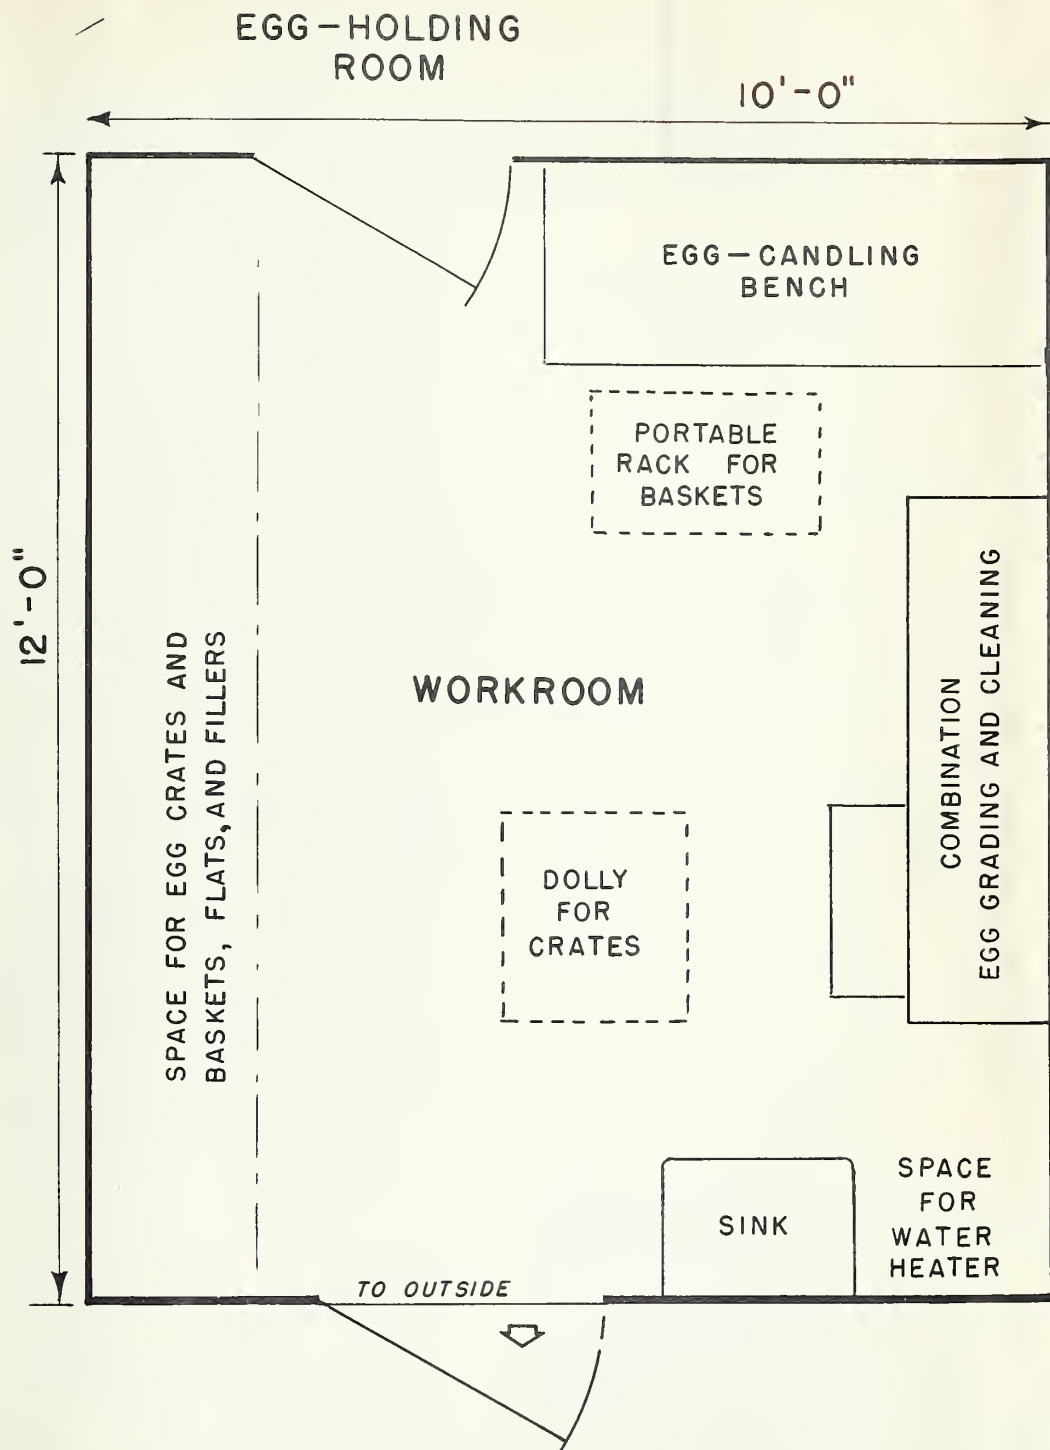 EGG-HOLDING
ROOM
10'-0"
EGG-CANDLING
BENCH
PORTABLE
RACK FOR
BASKETS
12'-0"
SPACE FOR EGG CRATES AND
BASKETS, FLATS, AND FILLERS
WORKROOM
COMBINATION
EGG GRADING AND CLEANING
DOLLY
FOR
CRATES
SINK
SPACE
FOR
WATER
HEATER
TO OUTSIDE